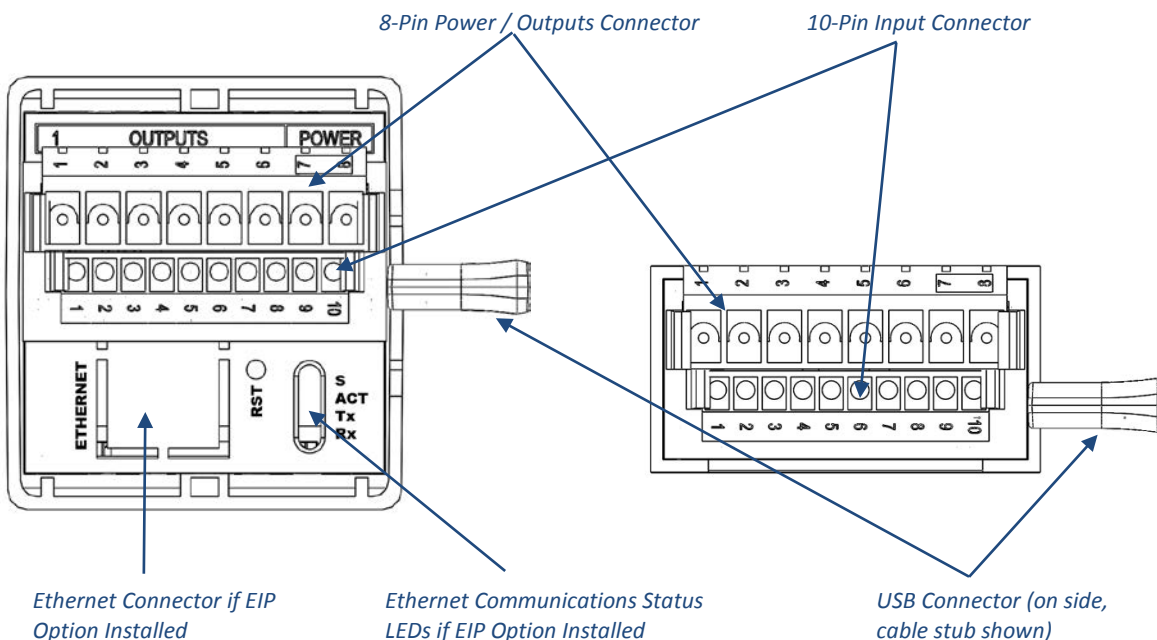 8-Pin Power / Outputs Connector
10-Pin Input Connector
1 OUTPUTS POWER
1 2 3 4 5 6 7 8
1 2 3 4 5 6 7 8 9 10
ETHERNET
RST
S
ACT
Tx
Rx
1 2 3 4 5 6 7 8
1 2 3 4 5 6 7 8 9 10
Ethernet Connector if EIP
Option Installed
Ethernet Communications Status
LEDs if EIP Option Installed
USB Connector (on side,
cable stub shown)